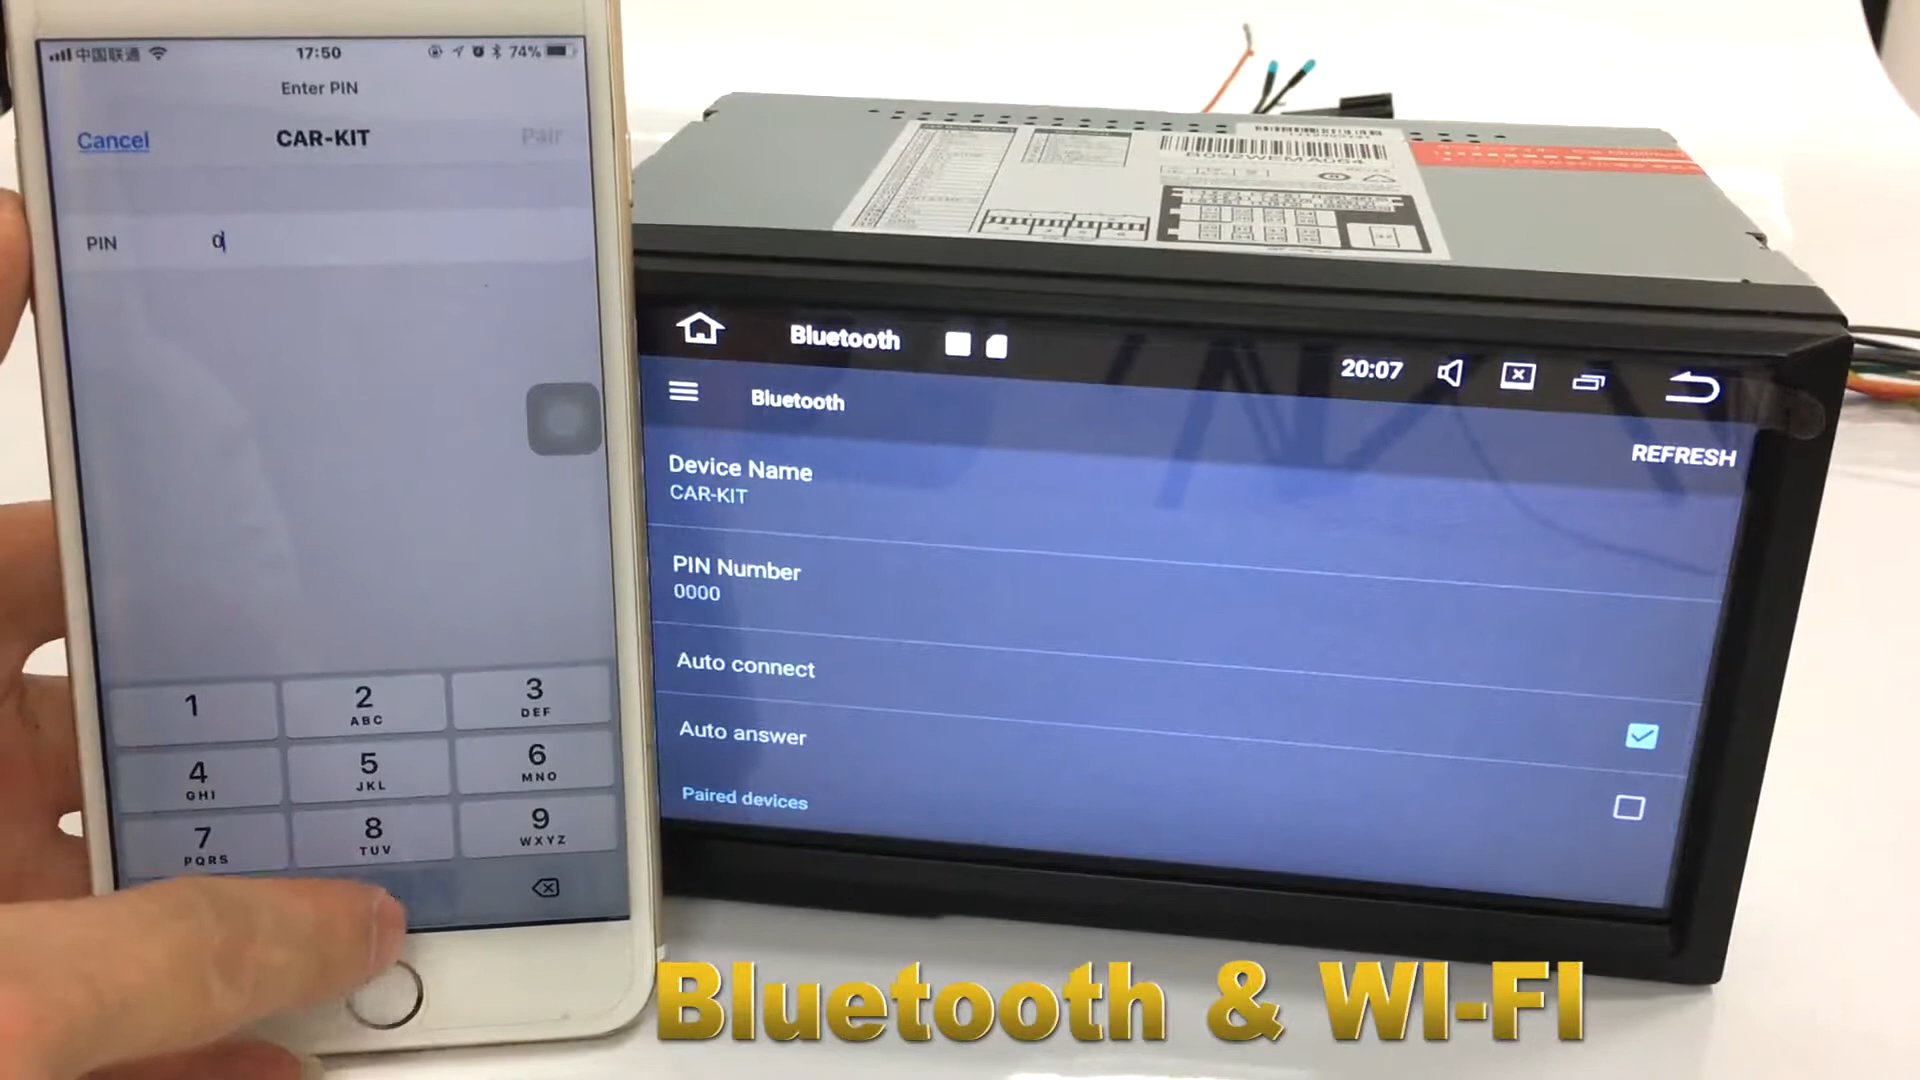 中国联通
17:50
74%
Enter PIN
Cancel
CAR-KIT
Pair
PIN
0
1
2
ABC
3
DEF
4
GHI
5
JKL
6
MNO
7
PQRS
8
TUV
9
WXYZ
B092WEMA064
Bluetooth
20:07
Bluetooth
REFRESH
Device Name
CAR-KIT
PIN Number
0000
Auto connect
Auto answer
Paired devices
Bluetooth & WI-FI